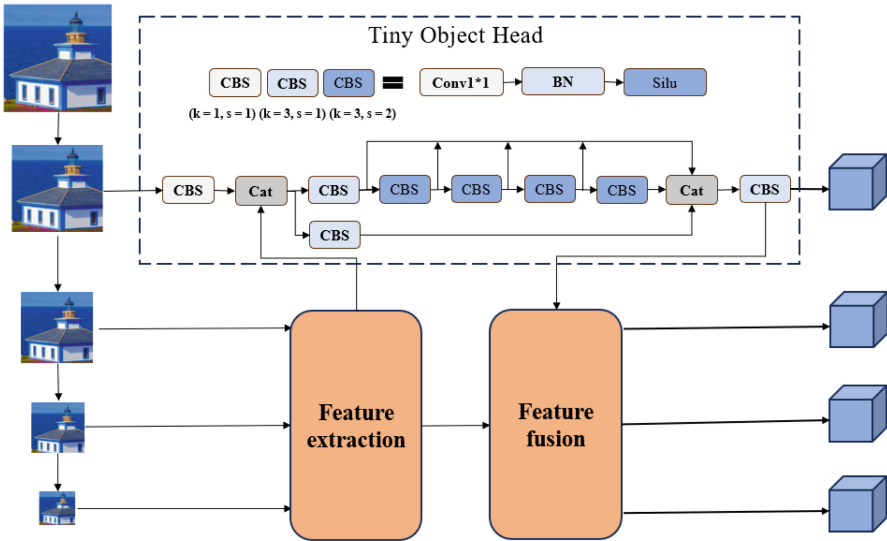 Tiny Object Head
CBS CBS CBS = Conv1*1 BN Silu
(k = 1, s = 1) (k = 3, s = 1) (k = 3, s = 2)
CBS Cat CBS CBS CBS CBS CBS Cat CBS
CBS
Feature
extraction
Feature
fusion